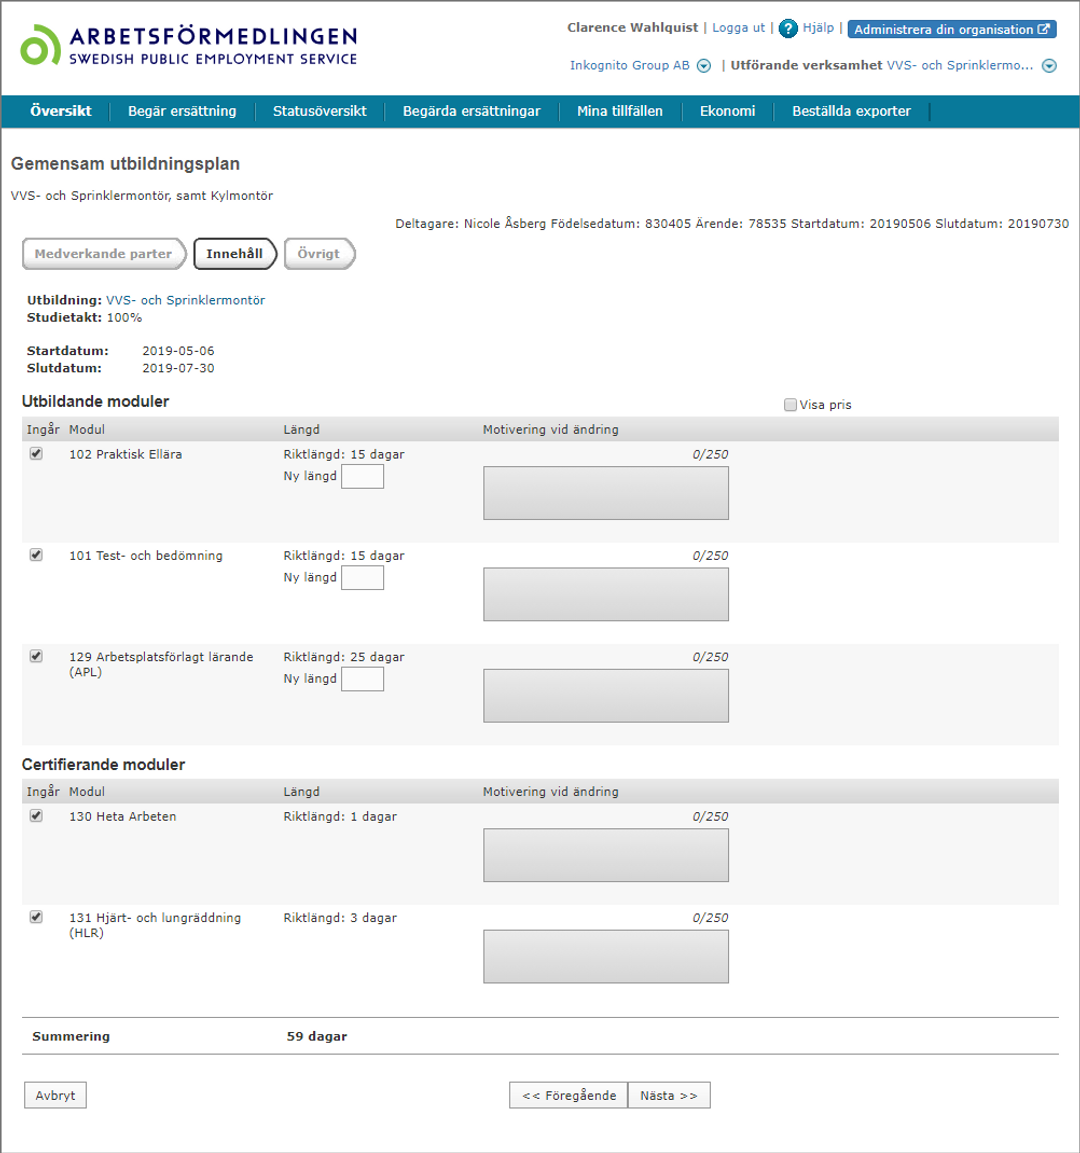 ARBETSFÖRMEDLINGEN
SWEDISH PUBLIC EMPLOYMENT SERVICE
Clarence Wahlquist | Logga ut | ? Hjälp | Administrera din organisation
Inkognito Group AB | Utförande verksamhet VVS- och Sprinklermo...
Översikt Begär ersättning Statusöversikt Begärda ersättningar Mina tillfällen Ekonomi Beställda exporter
Gemensam utbildningsplan
VVS- och Sprinklermontör, samt Kylmontör
Deltagare: Nicole Åsberg Födelsedatum: 830405 Ärende: 78535 Startdatum: 20190506 Slutdatum: 20190730
Medverkande parter Innehåll Övrigt
Utbildning: VVS- och Sprinklermontör
Studietakt: 100%
Startdatum: 2019-05-06
Slutdatum: 2019-07-30
Utbildande moduler
Visa pris
Ingår Modul Längd Motivering vid ändring
102 Praktisk Ellära Riktlängd: 15 dagar 0/250
Ny längd
101 Test- och bedömning Riktlängd: 15 dagar 0/250
Ny längd
129 Arbetsplatsförlagt lärande Riktlängd: 25 dagar 0/250
(APL) Ny längd
Certifierande moduler
Ingår Modul Längd Motivering vid ändring
130 Heta Arbeten Riktlängd: 1 dagar 0/250
131 Hjärt- och lungräddning Riktlängd: 3 dagar 0/250
(HLR)
Summering 59 dagar
Avbryt << Föregående Nästa >>